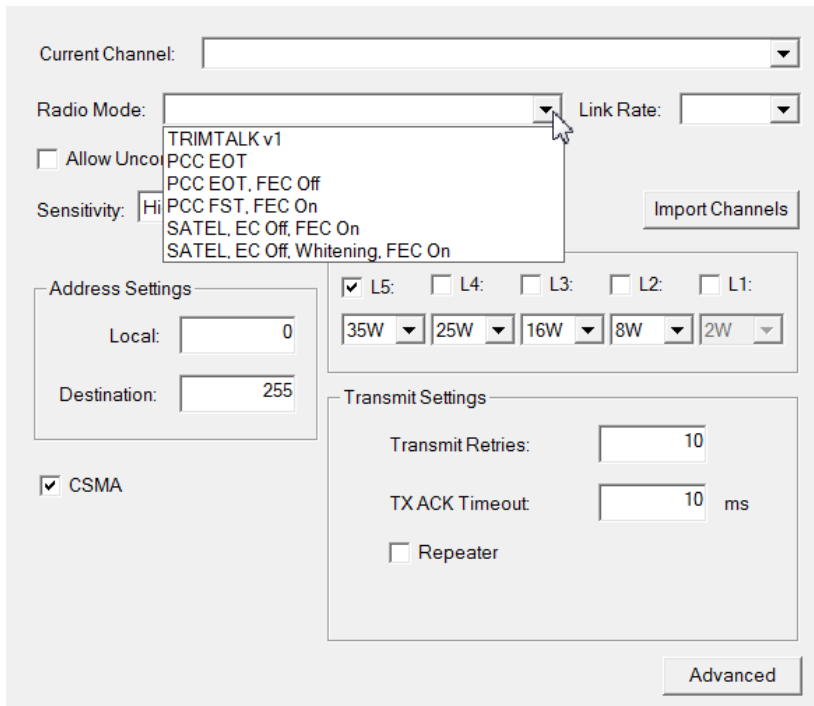 Current Channel:
Radio Mode:
Link Rate:
TRIMTALK v1
Allow Unco
PCC EOT
PCC EOT, FEC Off
Sensitivity: Hi
PCC FST, FEC On
Import Channels
SATEL, EC Off, FEC On
SATEL, EC Off, Whitening, FEC On
Address Settings
L5: L4: L3: L2: L1:
35W 25W 16W 8W 2W
Local: 0
Destination: 255
Transmit Settings
Transmit Retries: 10
CSMA
TX ACK Timeout: 10 ms
Repeater
Advanced